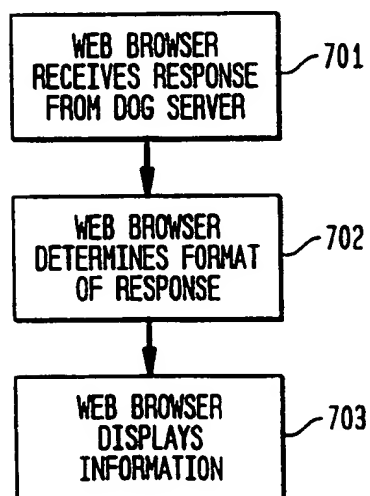 WEB BROWSER
RECEIVES RESPONSE
FROM DOG SERVER
701
WEB BROWSER
DETERMINES FORMAT
OF RESPONSE
702
WEB BROWSER
DISPLAYS
INFORMATION
703